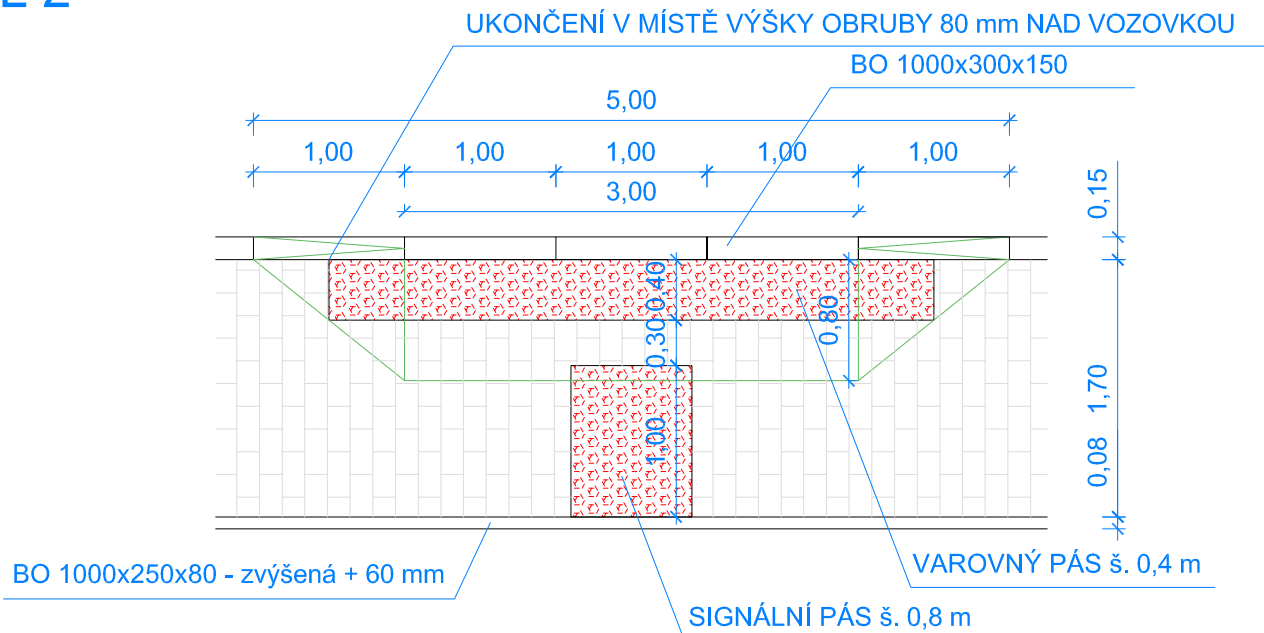 UKONČENÍ V MÍSTĚ VÝŠKY OBRUBY 80 mm NAD VOZOVKOU
BO 1000x300x150
5,00
1,00 1,00 1,00 1,00 1,00
3,00
0,15
0,40
0,30
0,80
1,00
1,70
0,08
VAROVNÝ PÁS š. 0,4 m
BO 1000x250x80 - zvýšená + 60 mm
SIGNÁLNÍ PÁS š. 0,8 m